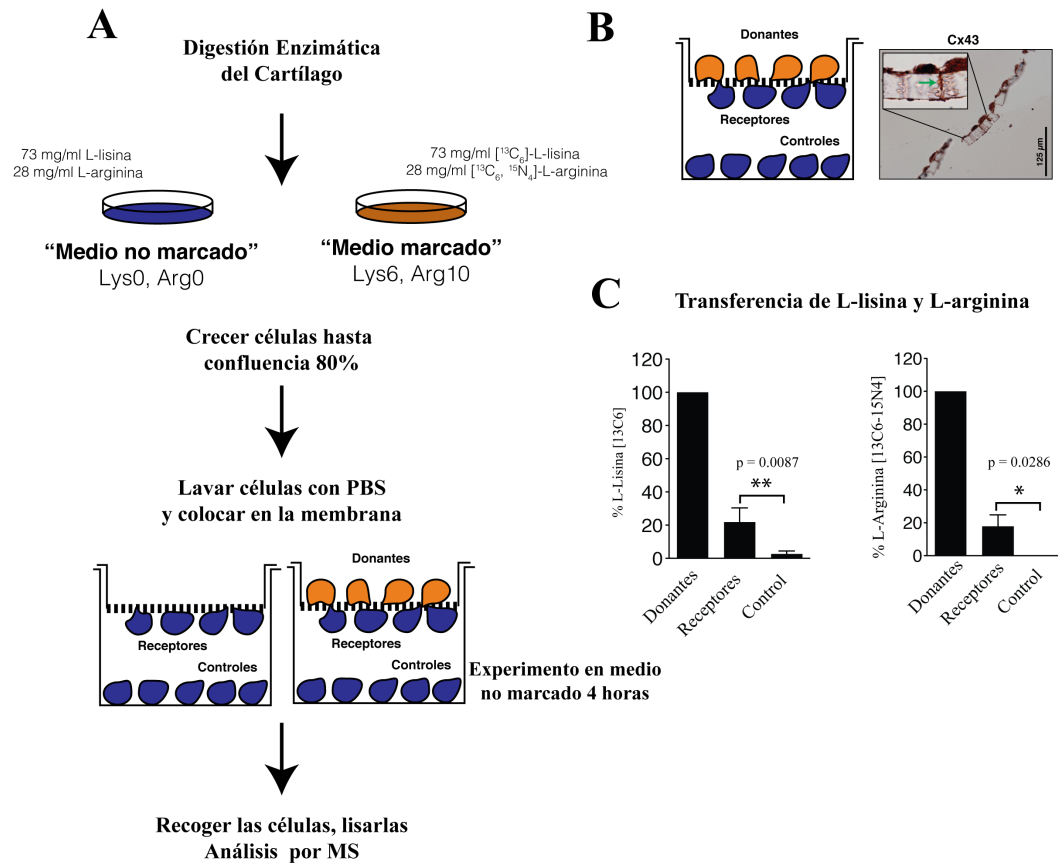 A
Digestión Enzimática
del Cartílago
73 mg/ml L-lisina
28 mg/ml L-arginina
73 mg/ml [¹³C₆]-L-lisina
28 mg/ml [¹³C₆, ¹⁵N₄]-L-arginina
“Medio no marcado”
Lys0, Arg0
“Medio marcado”
Lys6, Arg10
Crecer células hasta
confluencia 80%
Lavar células con PBS
y colocar en la membrana
Receptores
Controles
Donantes
Receptores
Controles
Experimento en medio
no marcado 4 horas
Recoger las células, lisarlas
Análisis por MS
B
Donantes
Receptores
Controles
Cx43
125 µm
C
Transferencia de L-lisina y L-arginina
% L-Lisina [13C6]
120
100
80
60
40
20
0
p = 0.0087
**
Donantes
Receptores
Control
% L-Arginina [13C6-15N4]
120
100
80
60
40
20
0
p = 0.0286
*
Donantes
Receptores
Control